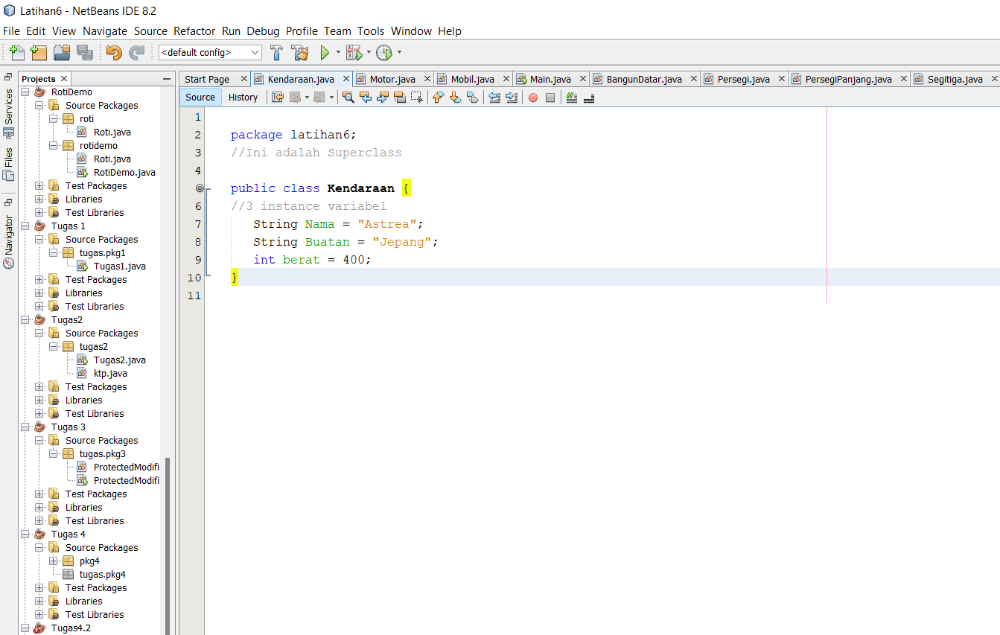 Latihan6 - NetBeans IDE 8.2
File Edit View Navigate Source Refactor Run Debug Profile Team Tools Window Help
<default config>
Services
Files
Navigator
Projects
RotiDemo
Source Packages
roti
Roti.java
rotidemo
Roti.java
RotiDemo.java
Test Packages
Libraries
Test Libraries
Tugas 1
Source Packages
tugas.pkg1
Tugas1.java
Test Packages
Libraries
Test Libraries
Tugas2
Source Packages
tugas2
Tugas2.java
ktp.java
Test Packages
Libraries
Test Libraries
Tugas 3
Source Packages
tugas.pkg3
ProtectedModifi
ProtectedModifi
Test Packages
Libraries
Test Libraries
Tugas 4
Source Packages
pkg4
tugas.pkg4
Test Packages
Libraries
Test Libraries
Tugas4.2
Start Page Kendaraan.java Motor.java Mobil.java Main.java BangunDatar.java Persegi.java PersegiPanjang.java Segitiga.java
Source History
1
2 package latihan6;
3 //Ini adalah Superclass
4
public class Kendaraan {
6 //3 instance variabel
7 String Nama = "Astrea";
8 String Buatan = "Jepang";
9 int berat = 400;
10 }
11